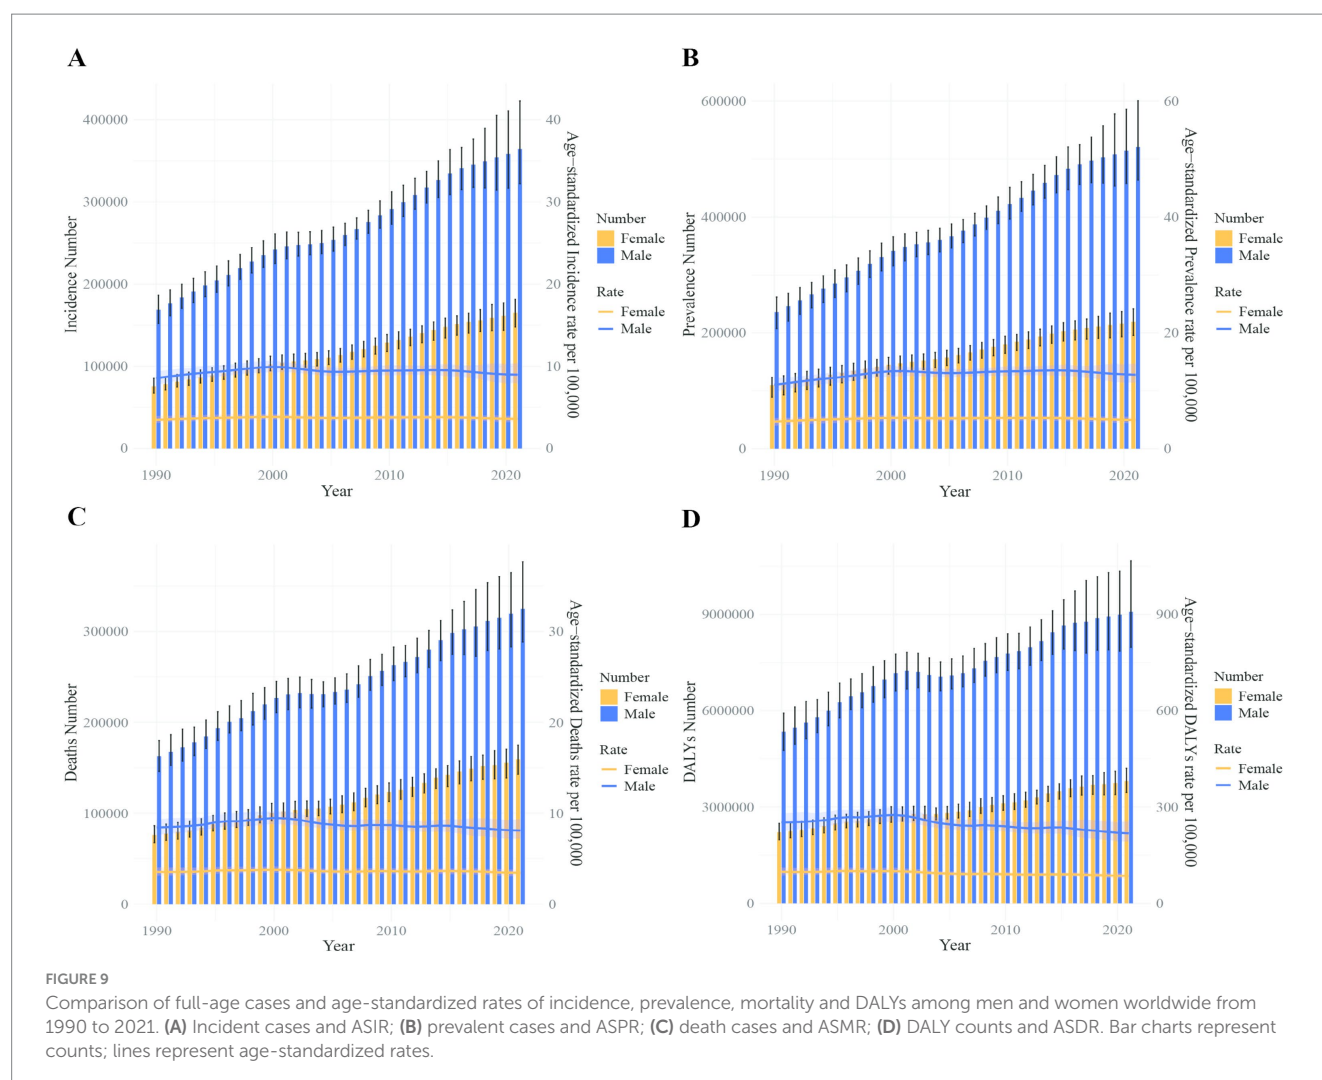 A
400000
300000
200000
100000
0
40
30
20
10
0
Incidence Number
Age-standardized Incidence rate per 100,000
1990
2000
2010
2020
Year
Number
Female
Male
Rate
Female
Male
B
600000
400000
200000
0
60
40
20
0
Prevalence Number
Age-standardized Prevalence rate per 100,000
1990
2000
2010
2020
Year
Number
Female
Male
Rate
Female
Male
C
300000
200000
100000
0
30
20
10
0
Deaths Number
Age-standardized Deaths rate per 100,000
1990
2000
2010
2020
Year
Number
Female
Male
Rate
Female
Male
D
9000000
6000000
3000000
0
900
600
300
0
DALYs Number
Age-standardized DALYs rate per 100,000
1990
2000
2010
2020
Year
Number
Female
Male
Rate
Female
Male
FIGURE 9
Comparison of full-age cases and age-standardized rates of incidence, prevalence, mortality and DALYs among men and women worldwide from
1990 to 2021. (A) Incident cases and ASIR; (B) prevalent cases and ASPR; (C) death cases and ASMR; (D) DALY counts and ASDR. Bar charts represent
counts; lines represent age-standardized rates.